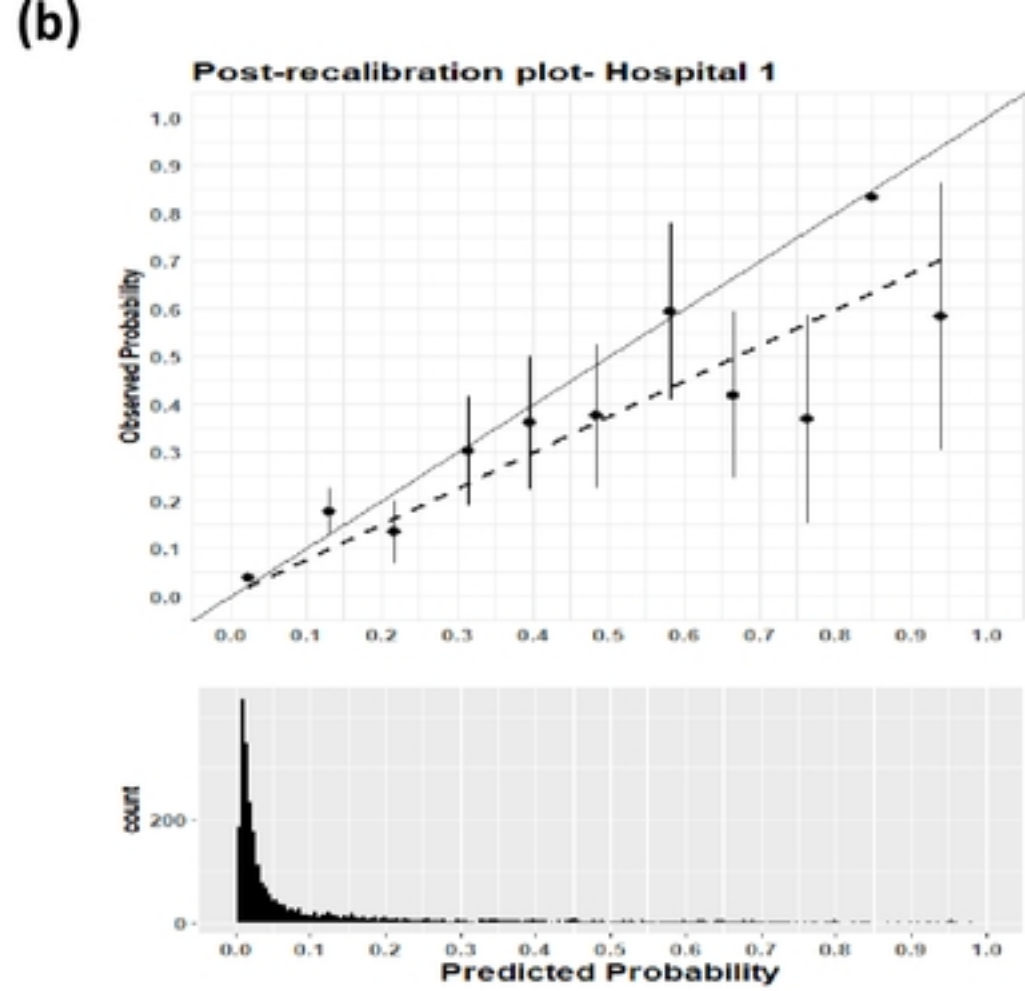 (b)
Post-recalibration plot- Hospital 1
Observed Probability
1.0
0.9
0.8
0.7
0.6
0.5
0.4
0.3
0.2
0.1
0.0
0.0 0.1 0.2 0.3 0.4 0.5 0.6 0.7 0.8 0.9 1.0
count
200
0
0.0 0.1 0.2 0.3 0.4 0.5 0.6 0.7 0.8 0.9 1.0
Predicted Probability